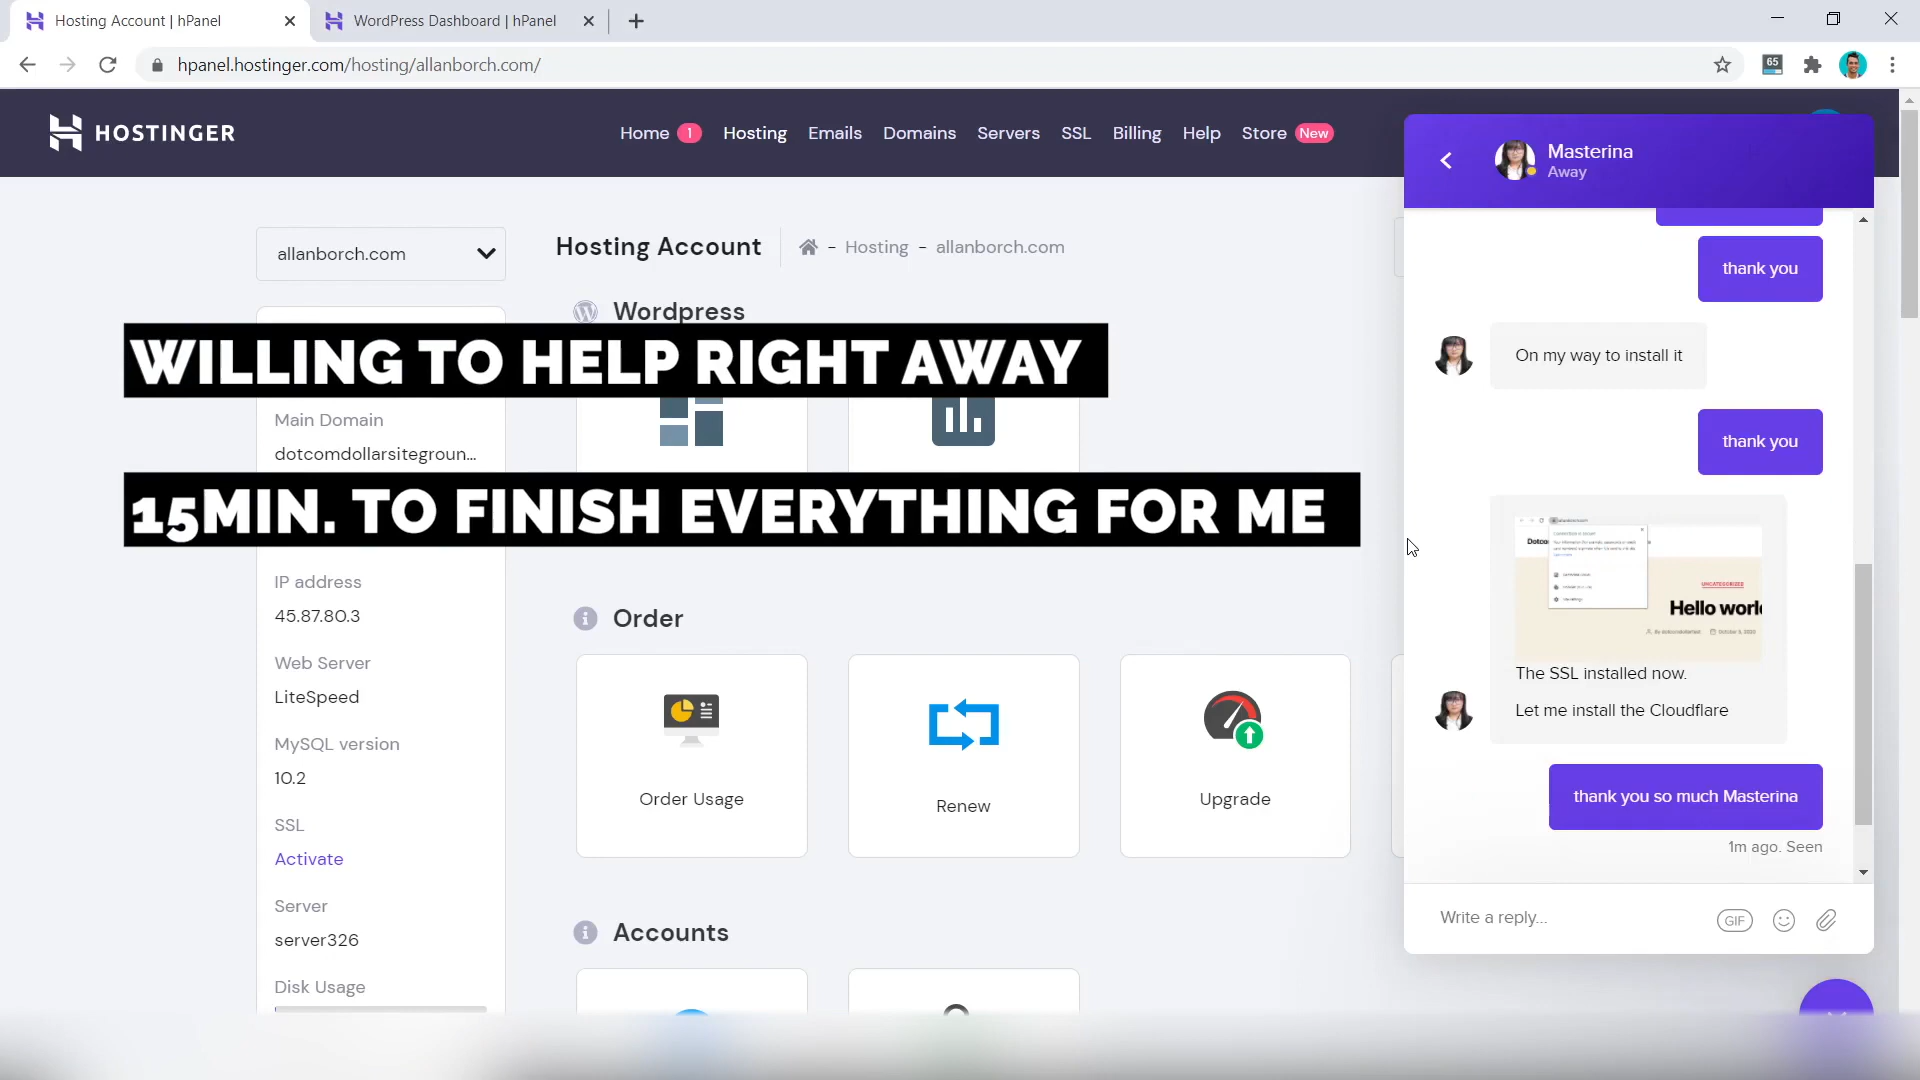 Hosting Account | hPanel
WordPress Dashboard | hPanel
hpanel.hostinger.com/hosting/allanborch.com/
65
HOSTINGER
Home 1 Hosting Emails Domains Servers SSL Billing Help Store New
Masterina
Away
allanborch.com
Hosting Account
- Hosting - allanborch.com
Wordpress
WILLING TO HELP RIGHT AWAY
15MIN. TO FINISH EVERYTHING FOR ME
Main Domain
dotcomdollarsitegroun...
IP address
45.87.80.3
Web Server
LiteSpeed
MySQL version
10.2
SSL
Activate
Server
server326
Disk Usage
Order
Order Usage
Renew
Upgrade
Accounts
thank you
On my way to install it
thank you
UNCATEGORIZED
Hello worl
October 5, 2020
The SSL installed now.
Let me install the Cloudflare
thank you so much Masterina
1m ago. Seen
Write a reply...
GIF